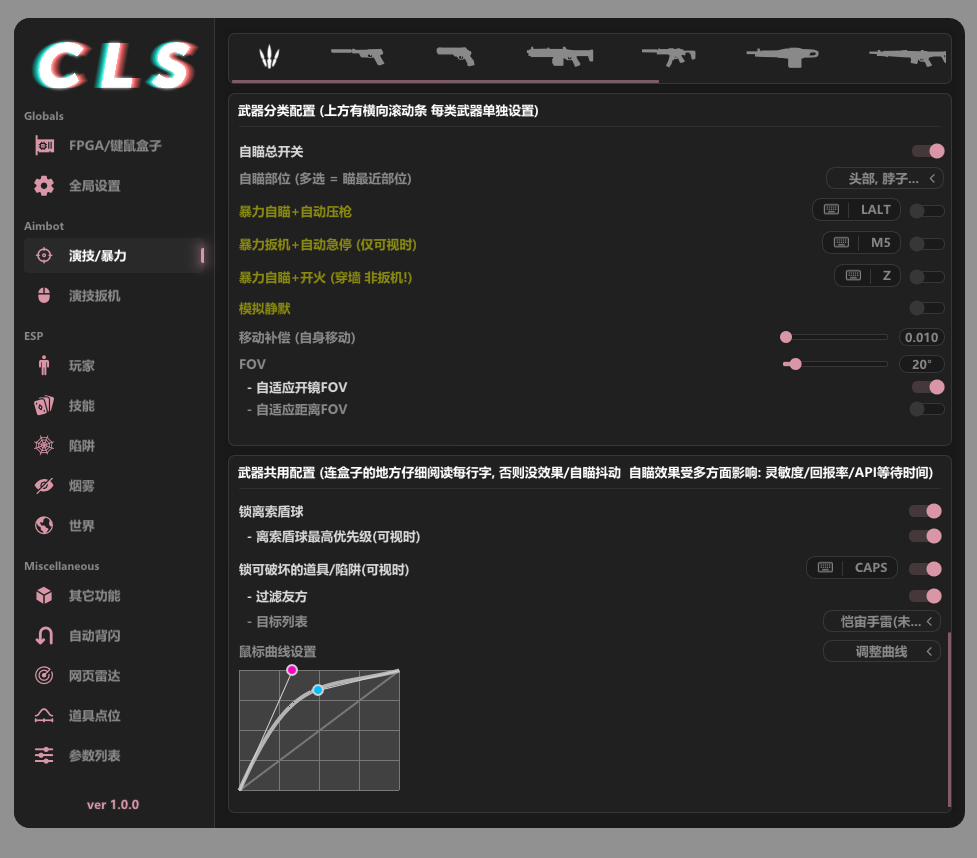 CLS
Globals
FPGA/键鼠盒子
全局设置
Aimbot
演技/暴力
演技扳机
ESP
玩家
技能
陷阱
烟雾
世界
Miscellaneous
其它功能
自动背闪
网页雷达
道具点位
参数列表
ver 1.0.0
武器分类配置 (上方有横向滚动条 每类武器单独设置)
自瞄总开关
自瞄部位 (多选 = 瞄最近部位) 头部, 脖子...
暴力自瞄+自动压枪 LALT
暴力扳机+自动急停 (仅可视时) M5
暴力自瞄+开火 (穿墙 非扳机!) Z
模拟静默
移动补偿 (自身移动) 0.010
FOV 20°
- 自适应开镜FOV
- 自适应距离FOV
武器共用配置 (连盒子的地方仔细阅读每行字, 否则没效果/自瞄抖动 自瞄效果受多方面影响: 灵敏度/回报率/API等待时间)
锁离索盾球
- 离索盾球最高优先级(可视时)
锁可破坏的道具/陷阱(可视时) CAPS
- 过滤友方
- 目标列表 恺宙手雷(未...
鼠标曲线设置 调整曲线